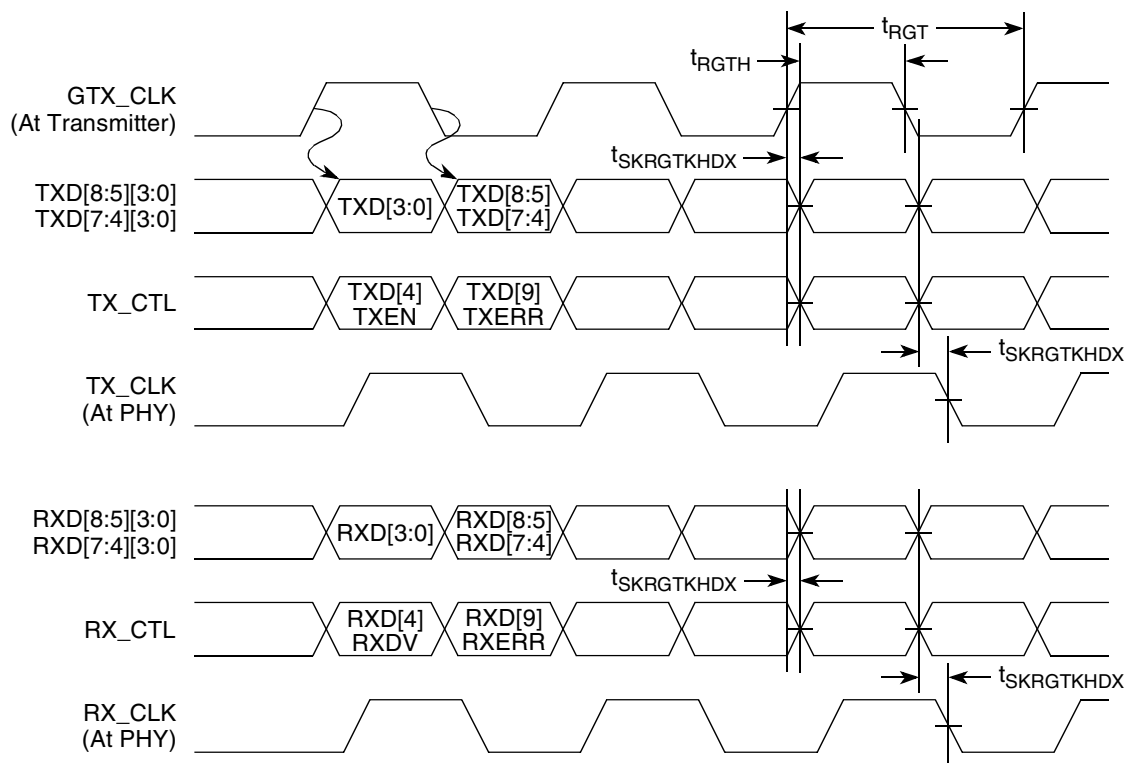 tRGT
tRGTH
GTX_CLK
(At Transmitter)
tSKRGTKHDX
TXD[8:5][3:0]
TXD[7:4][3:0]
TXD[3:0]
TXD[8:5]
TXD[7:4]
TX_CTL
TXD[4]
TXEN
TXD[9]
TXERR
tSKRGTKHDX
TX_CLK
(At PHY)
RXD[8:5][3:0]
RXD[7:4][3:0]
RXD[3:0]
RXD[8:5]
RXD[7:4]
tSKRGTKHDX
RX_CTL
RXD[4]
RXDV
RXD[9]
RXERR
tSKRGTKHDX
RX_CLK
(At PHY)